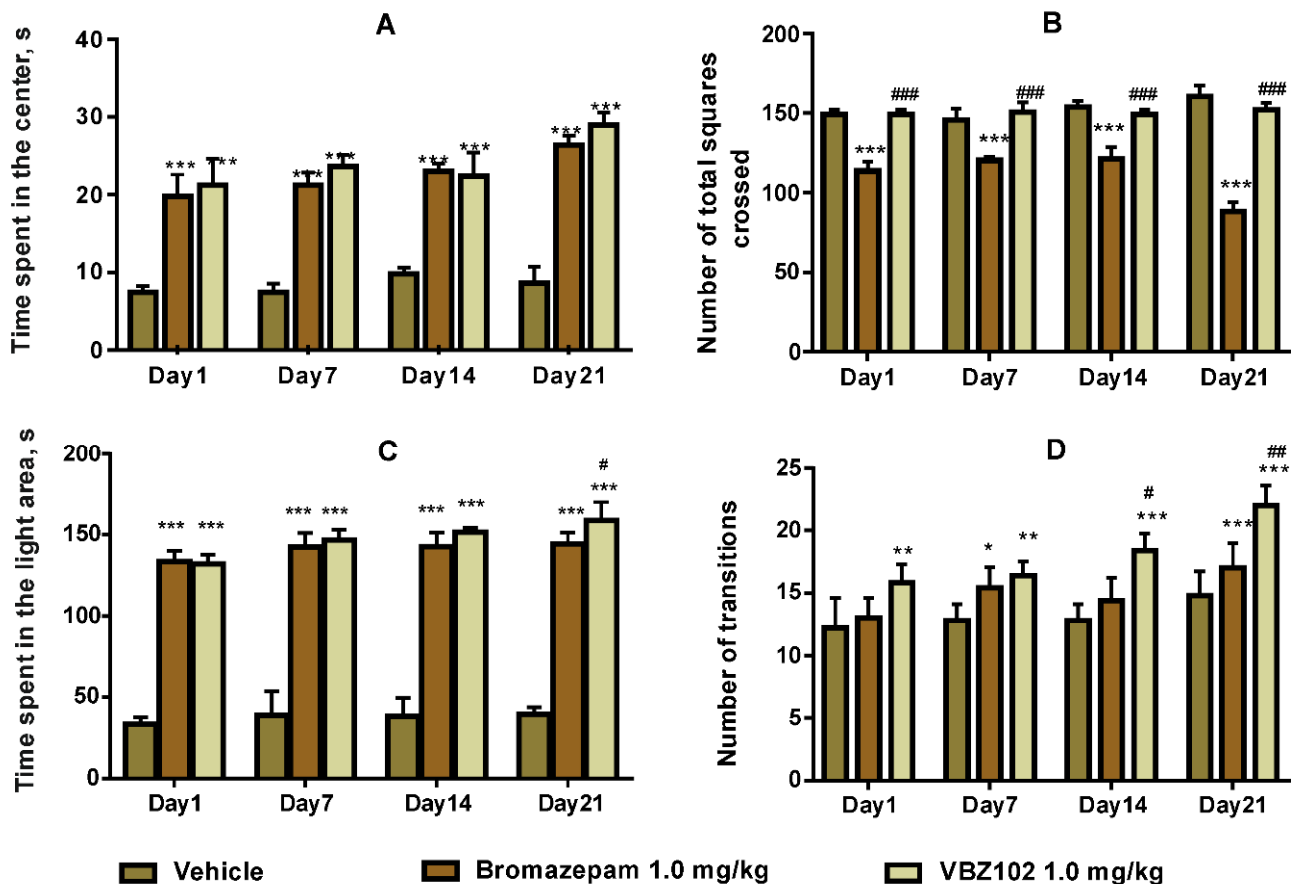 A
Time spent in the center, s
40
30
20
10
0
***
***
***
***
***
***
***
***
Day1
Day7
Day14
Day21
B
Number of total squares
crossed
200
150
100
50
0
***
###
***
###
***
###
***
###
Day1
Day7
Day14
Day21
C
Time spent in the light area, s
200
150
100
50
0
***
***
***
***
***
***
***
#
***
Day1
Day7
Day14
Day21
D
Number of transitions
25
20
15
10
5
0
**
*
**
#
***
***
##
***
Day1
Day7
Day14
Day21
Vehicle
Bromazepam 1.0 mg/kg
VBZ102 1.0 mg/kg